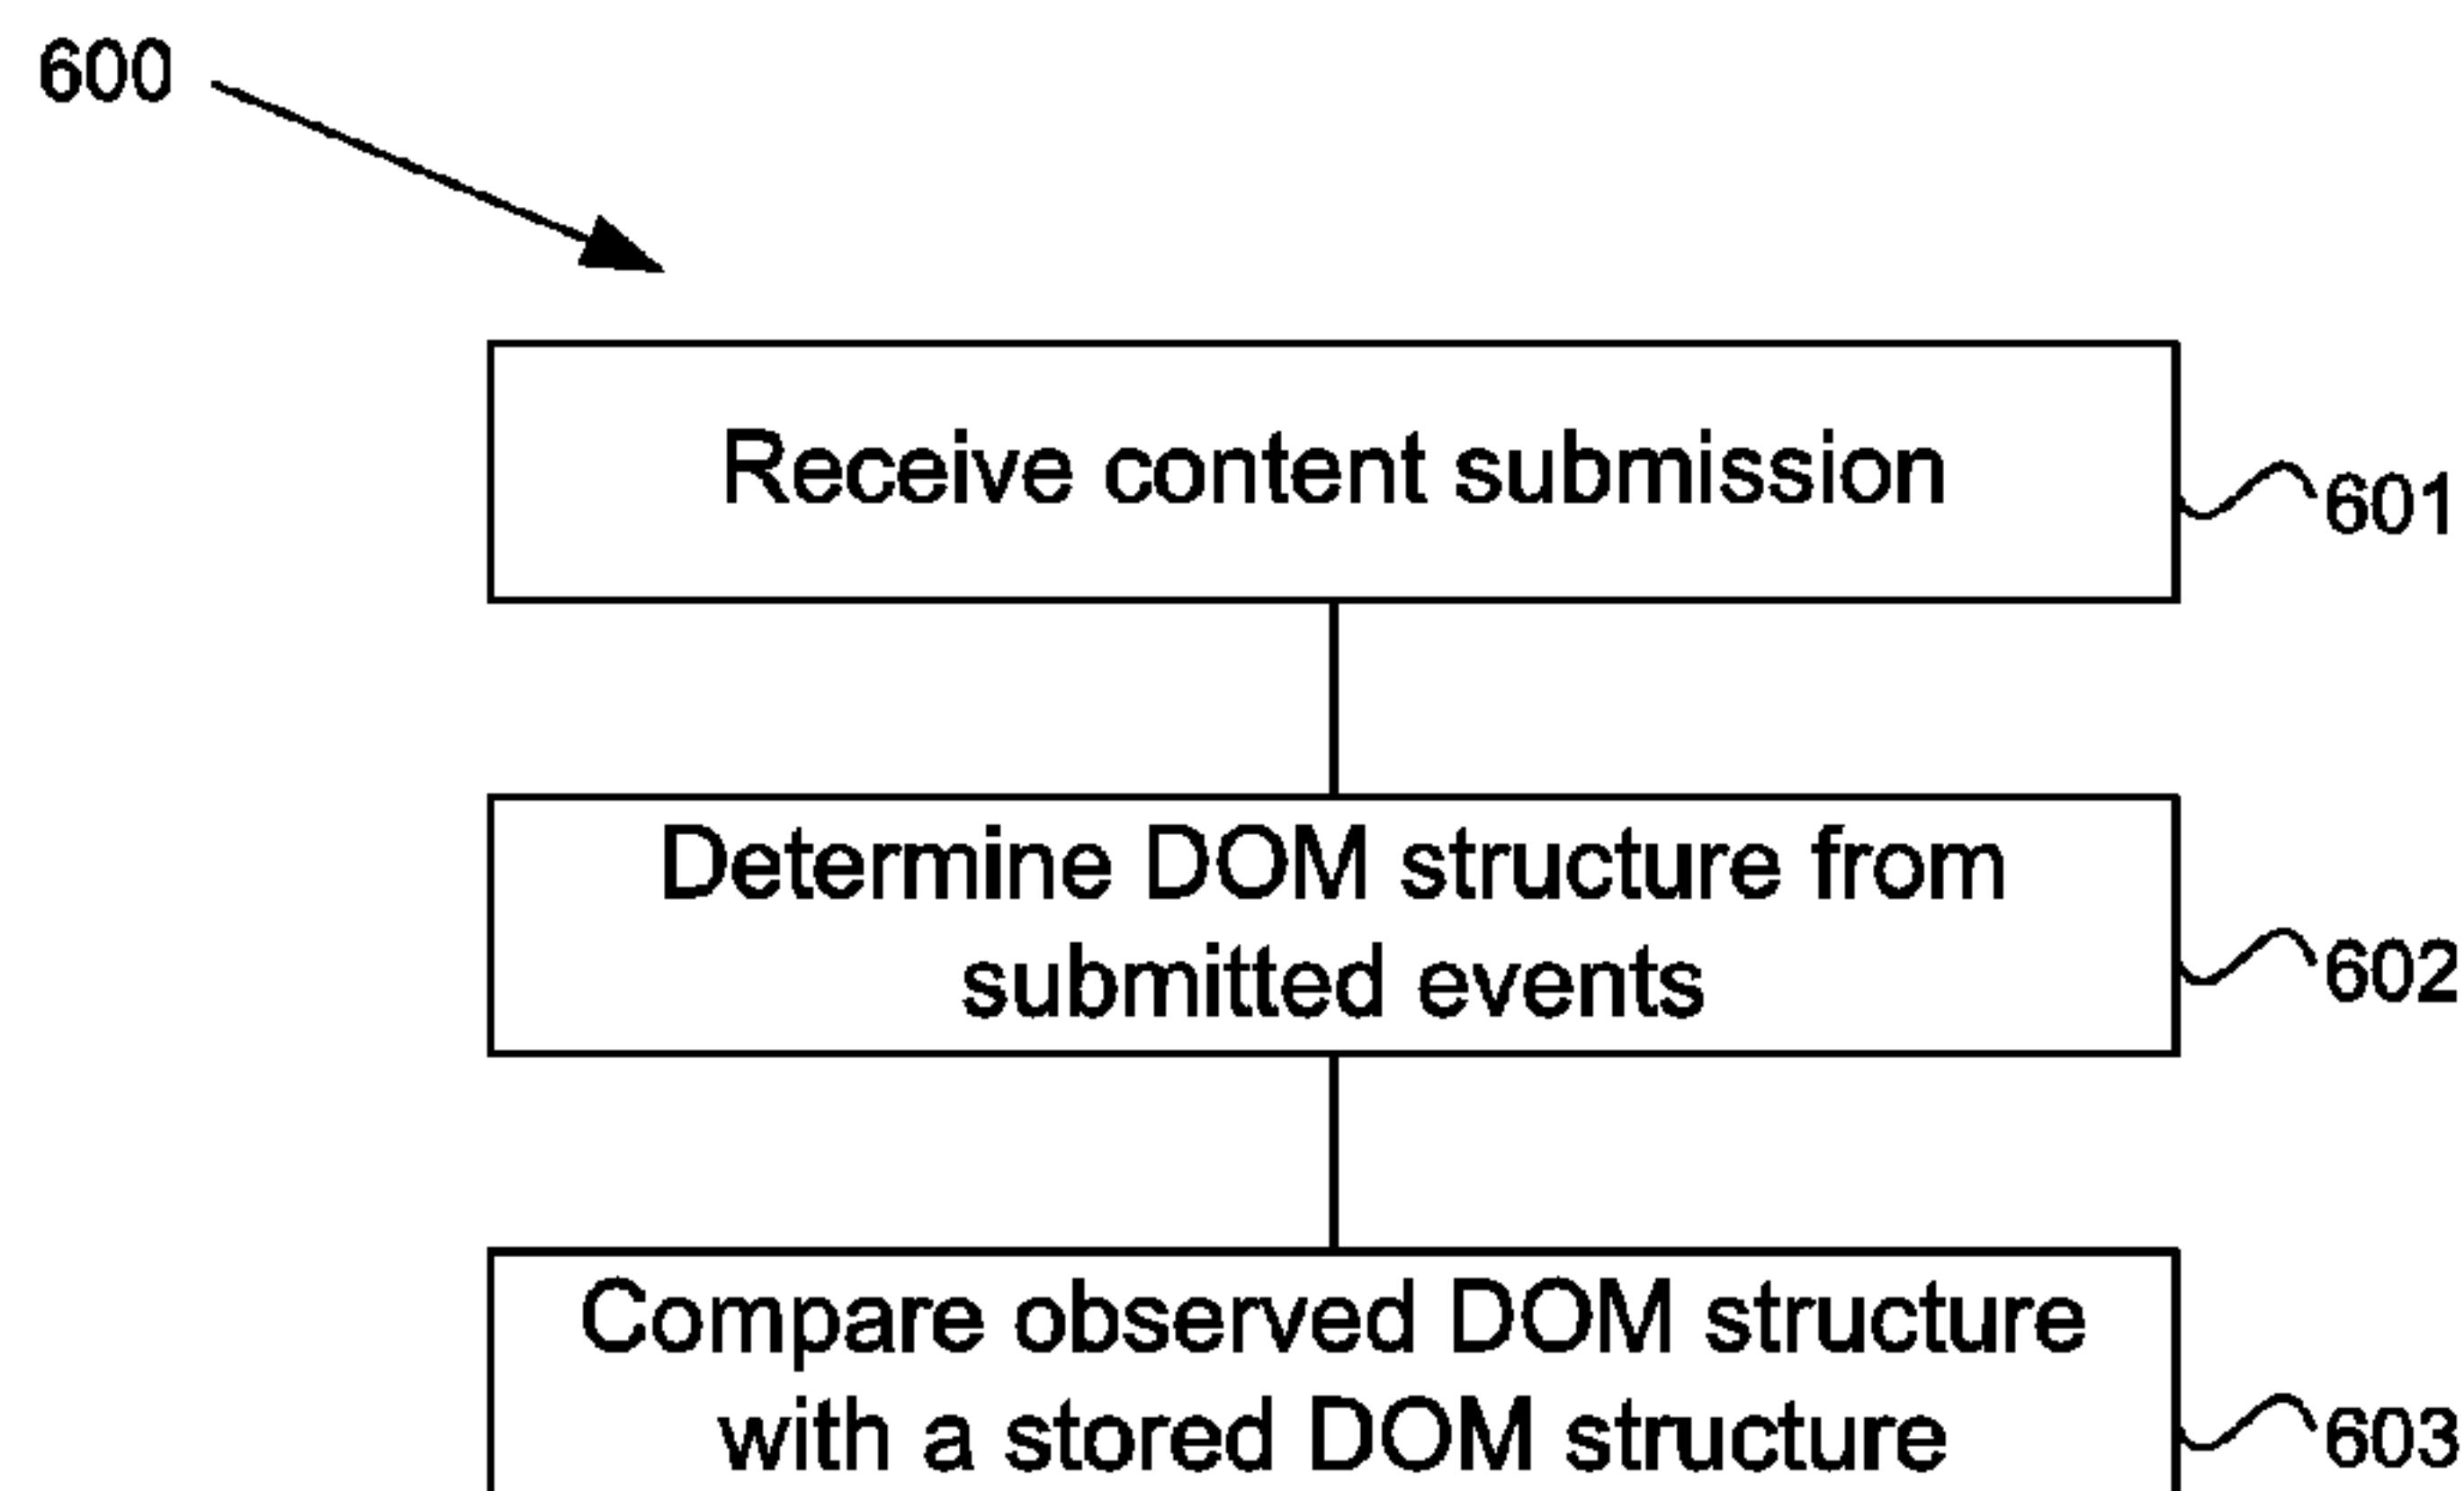 600
Receive content submission
601
Determine DOM structure from
submitted events
602
Compare observed DOM structure
with a stored DOM structure
603